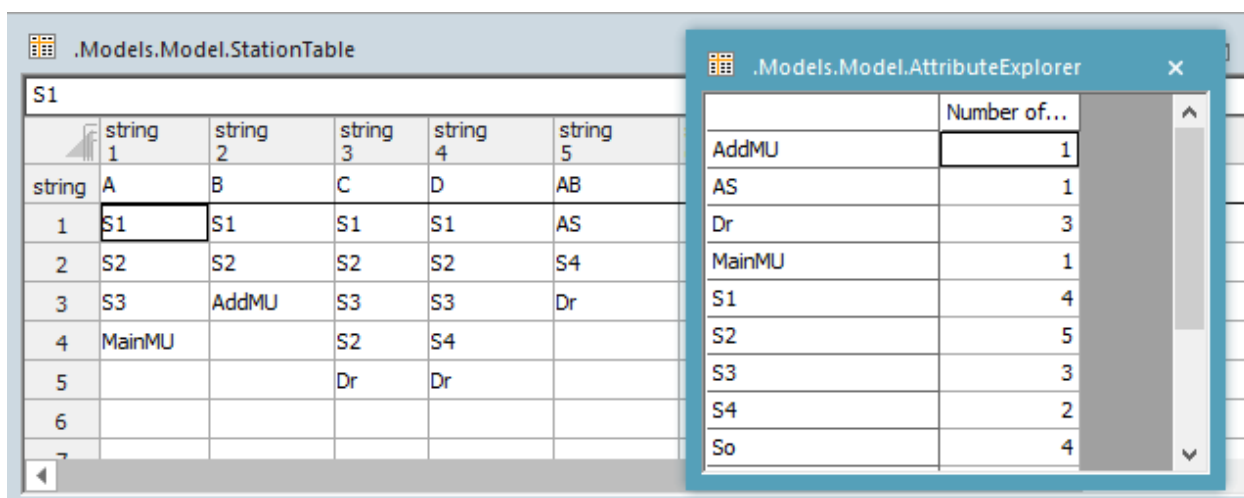 .Models.Model.StationTable
S1
string 1 string 2 string 3 string 4 string 5
string A B C D AB
1 S1 S1 S1 S1 AS
2 S2 S2 S2 S2 S4
3 S3 AddMU S3 S3 Dr
4 MainMU S2 S4
5 Dr Dr
6
.Models.Model.AttributeExplorer
Number of...
AddMU 1
AS 1
Dr 3
MainMU 1
S1 4
S2 5
S3 3
S4 2
So 4